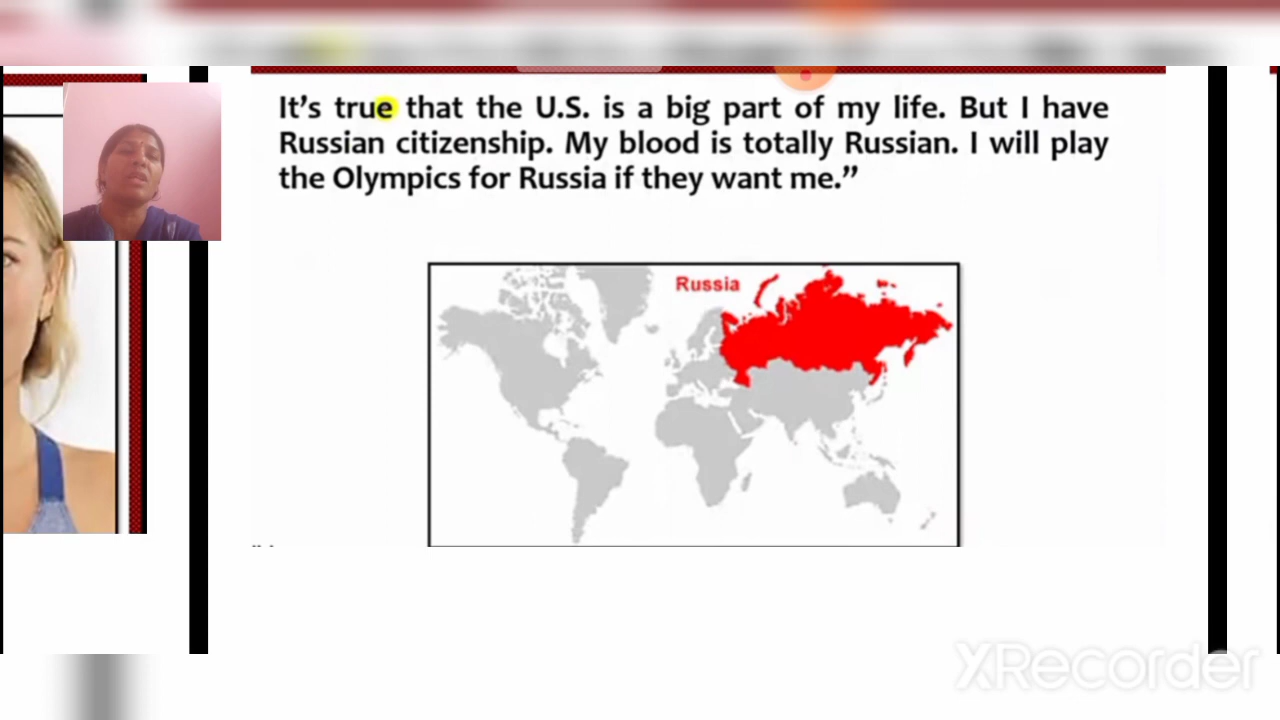 It's true that the U.S. is a big part of my life. But I have
Russian citizenship. My blood is totally Russian. I will play
the Olympics for Russia if they want me."
Russia
XRecorder